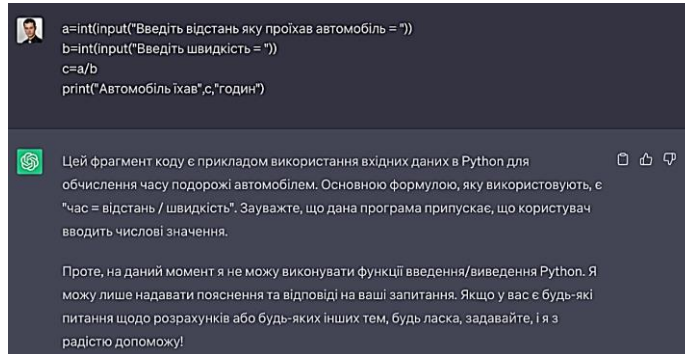 a=int(input("Введіть відстань яку проїхав автомобіль = "))
b=int(input("Введіть швидкість = "))
c=a/b
print("Автомобіль їхав",c,"годин")
Цей фрагмент коду є прикладом використання вхідних даних в Python для
обчислення часу подорожі автомобілем. Основною формулою, яку використовують, є
"час = відстань / швидкість". Зауважте, що дана програма припускає, що користувач
вводить числові значення.
Проте, на даний момент я не можу виконувати функції введення/виведення Python. Я
можу лише надавати пояснення та відповіді на ваші запитання. Якщо у вас є будь-які
питання щодо розрахунків або будь-яких інших тем, будь ласка, задавайте, і я з
радістю допоможу!